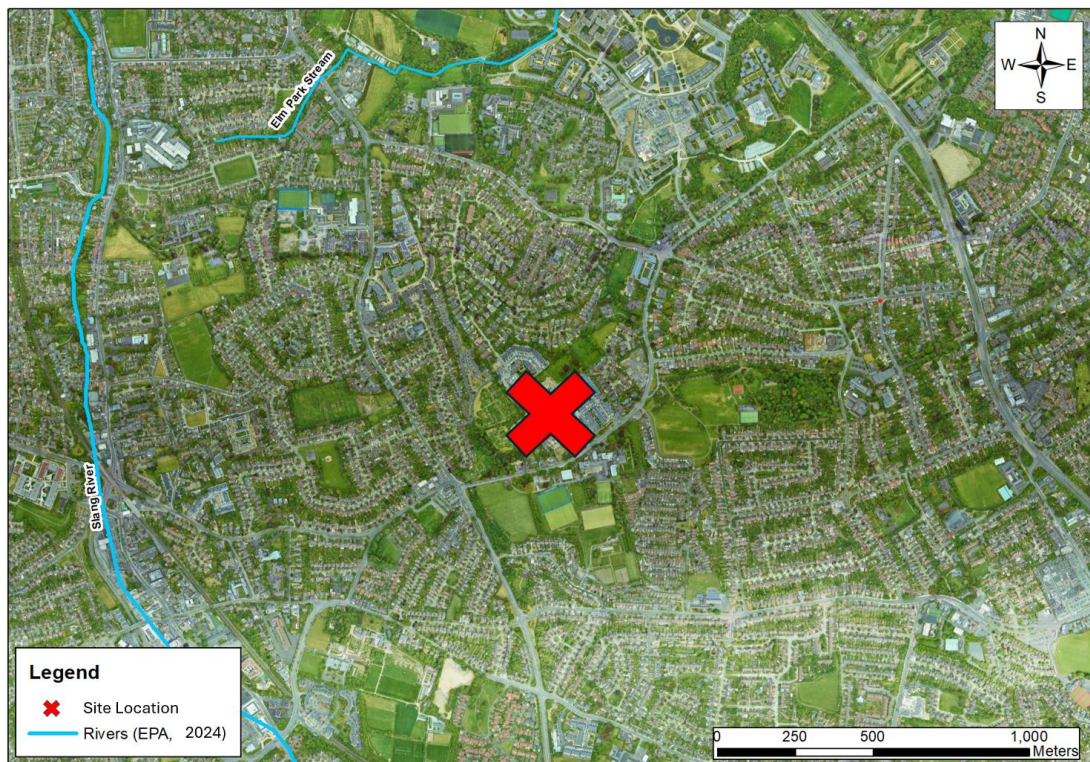 N
W E
S
Elm Park Stream
Slang River
Legend
Site Location
Rivers (EPA, 2024)
0 250 500 1,000
Meters